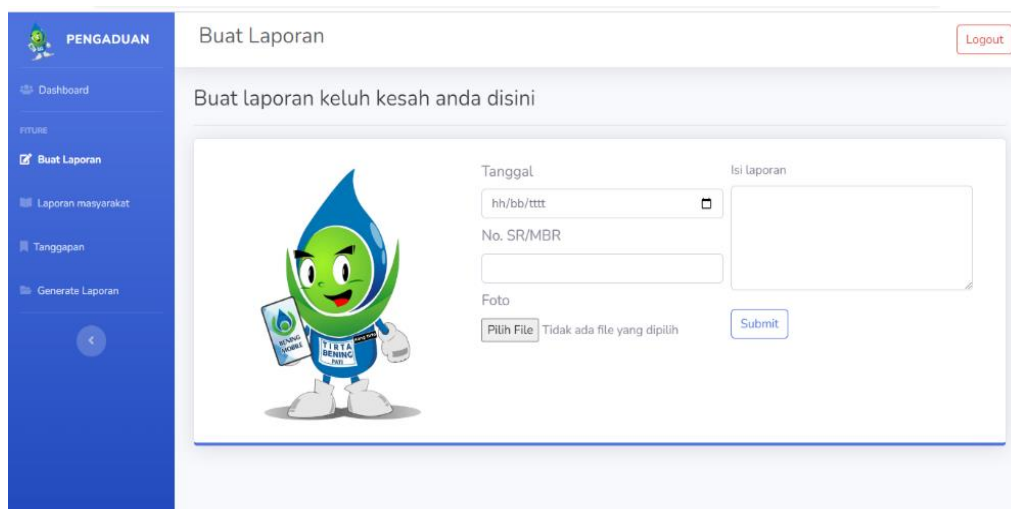 PENGADUAN
Dashboard
FITURE
Buat Laporan
Laporan masyarakat
Tanggapan
Generate Laporan
Buat Laporan
Logout
Buat laporan keluh kesah anda disini
BENING
MOBILE
TIRTA
BENING
PATI
Tanggal
hh/bb/tttt
No. SR/MBR
Foto
Pilih File Tidak ada file yang dipilih
Isi laporan
Submit